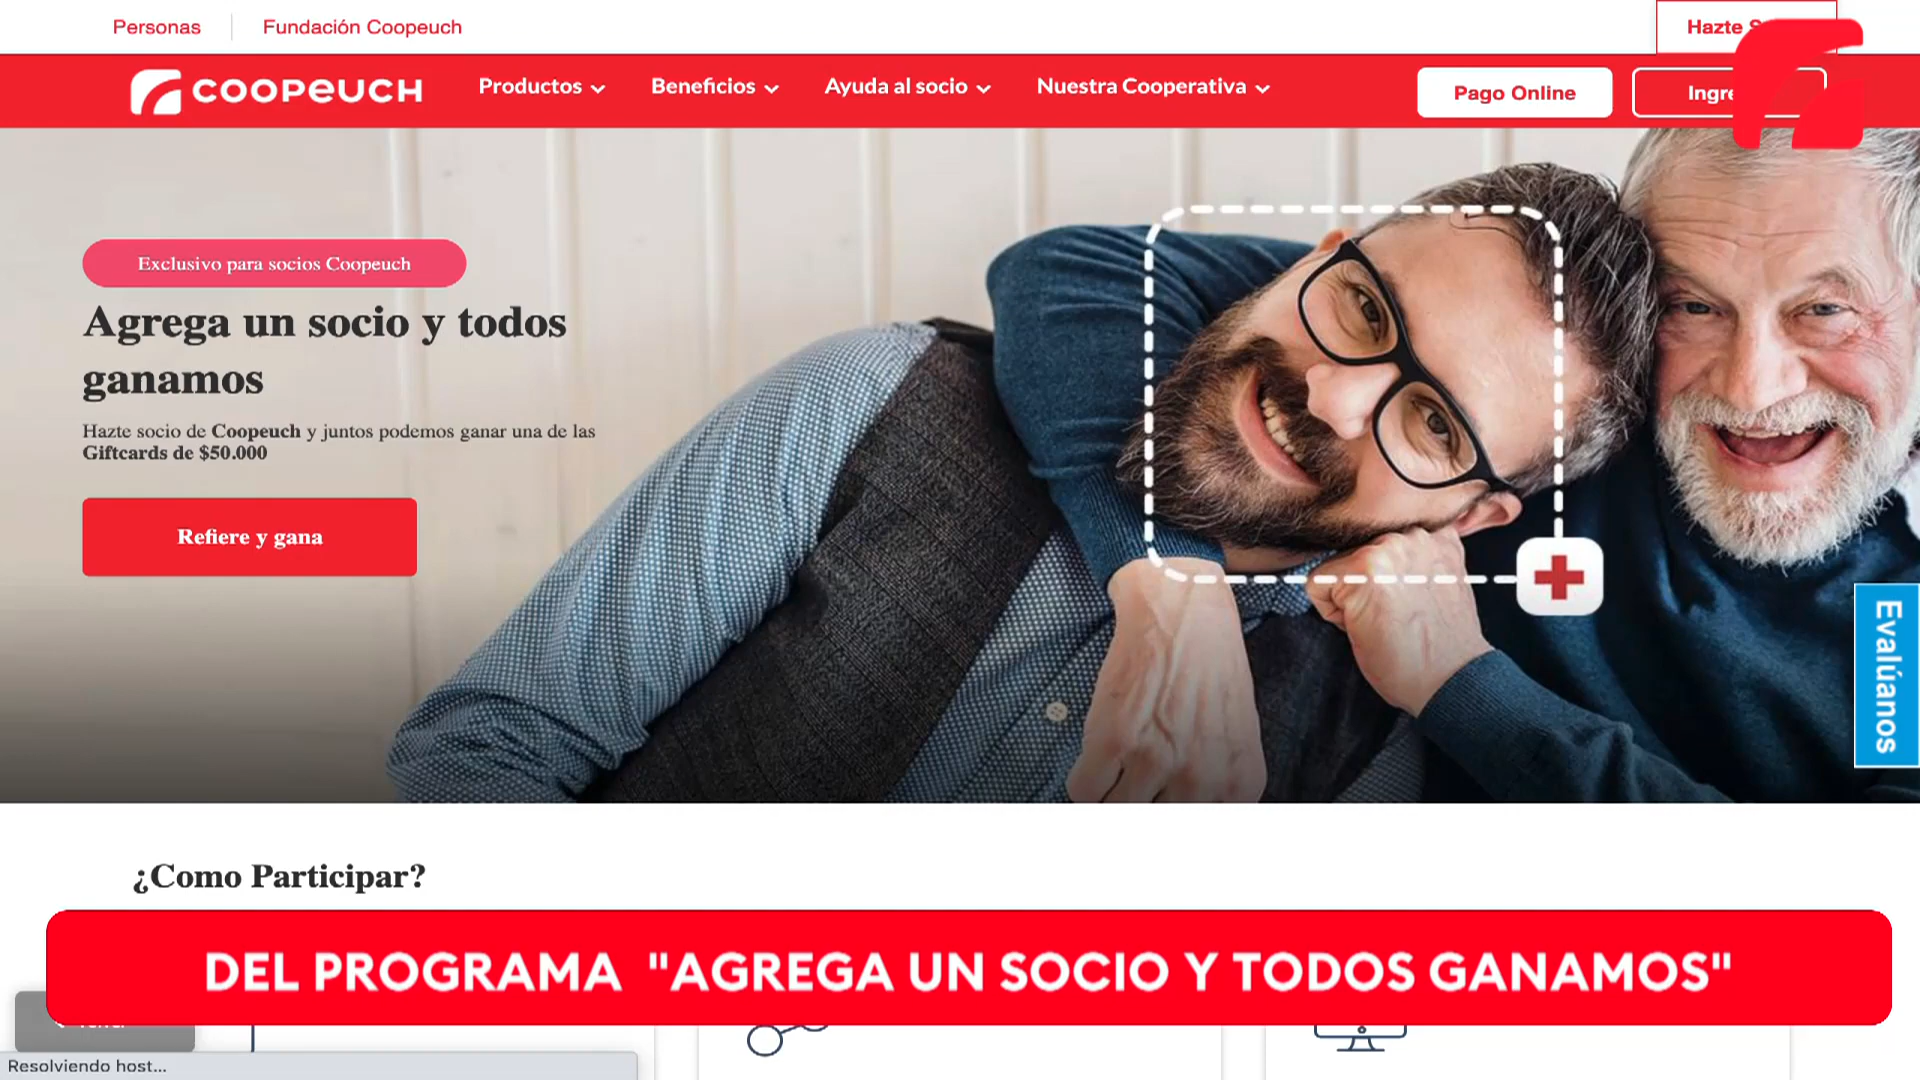 Personas
Fundación Coopeuch
Hazte
COOPEUCH
Productos
Beneficios
Ayuda al socio
Nuestra Cooperativa
Pago Online
Exclusivo para socios Coopeuch
Agrega un socio y todos
ganamos
Hazte socio de Coopeuch y juntos podemos ganar una de las
Giftcards de $50.000
Refiere y gana
Evalúanos
¿Como Participar?
DEL PROGRAMA "AGREGA UN SOCIO Y TODOS GANAMOS"
Resolviendo host...